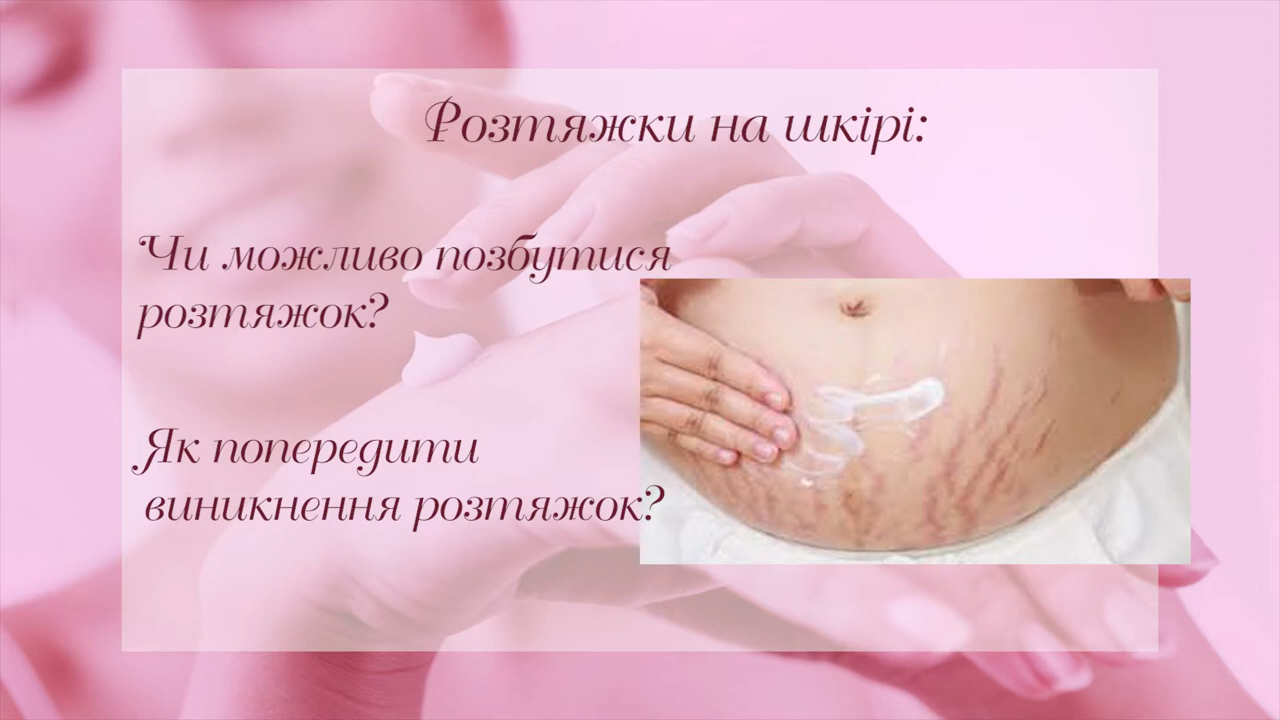 Розтяжки на шкірі:
Чи можливо позбутися
розтяжок?
Як попередити
виникнення розтяжок?